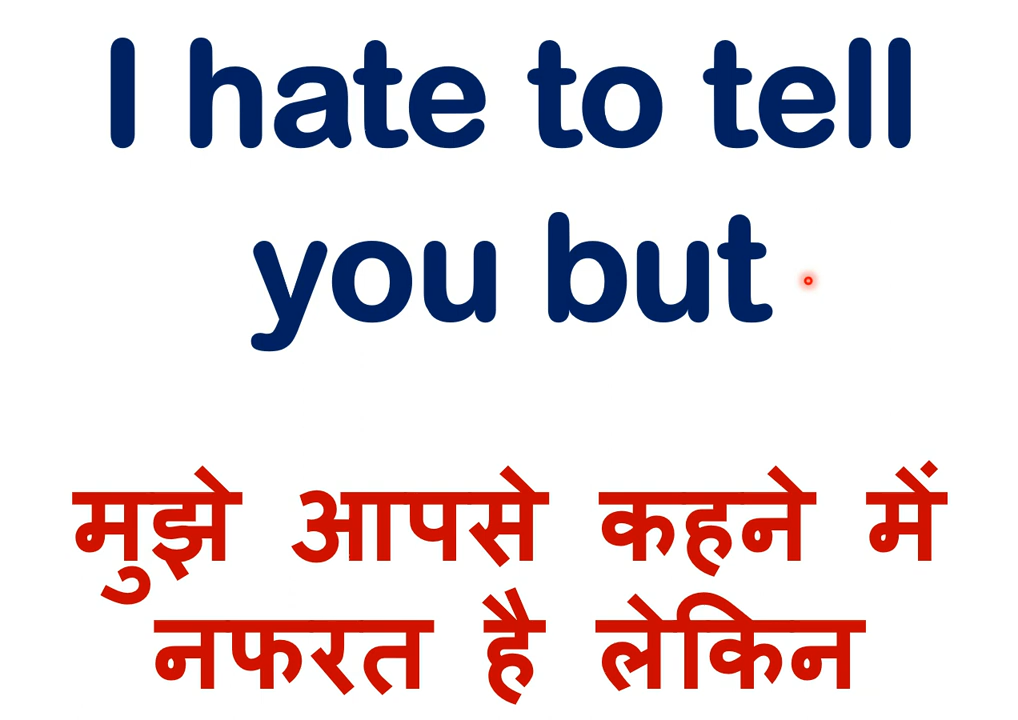 I hate to tell
you but
मुझे आपसे कहने में
नफरत है लेकिन